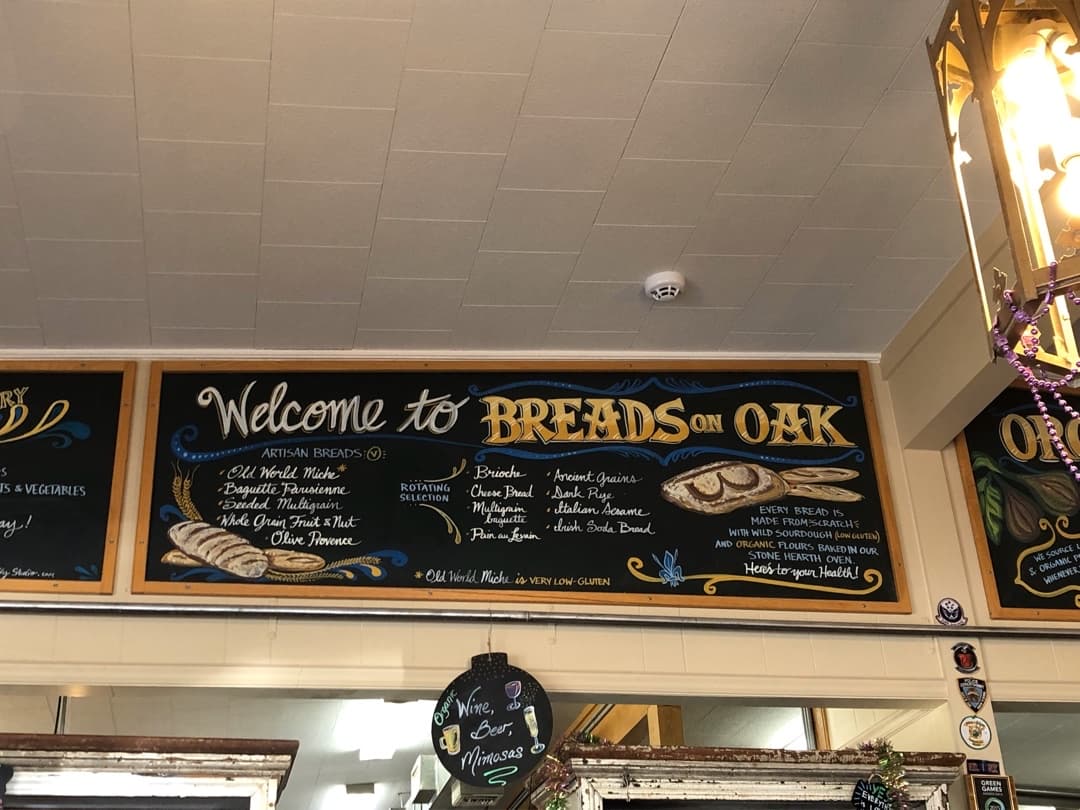 RY
S
TS & VEGETABLES
ay!
Welcome to BREADS ON OAK
ARTISAN BREADS: V
• Old World Miche*
• Baguette Parisienne
• Seeded Multigrain
• Whole Grain Fruit & Nut
• Olive Provence
ROTATING
SELECTION
• Brioche
• Cheese Bread
• Multigrain
baguette
• Pain au Levain
• Ancient Grains
• Dark Rye
• Italian Sesame
• Irish Soda Bread
* Old World Miche is VERY LOW-GLUTEN
EVERY BREAD IS
MADE FROM SCRATCH
WITH WILD SOURDOUGH (LOW GLUTEN)
AND ORGANIC FLOURS BAKED IN OUR
STONE HEARTH OVEN.
Here's to your Health!
WE SOURCE
& ORGANIC
WHENEVER
Organic
Wine,
Beer,
Mimosas
GREEN
GAMES